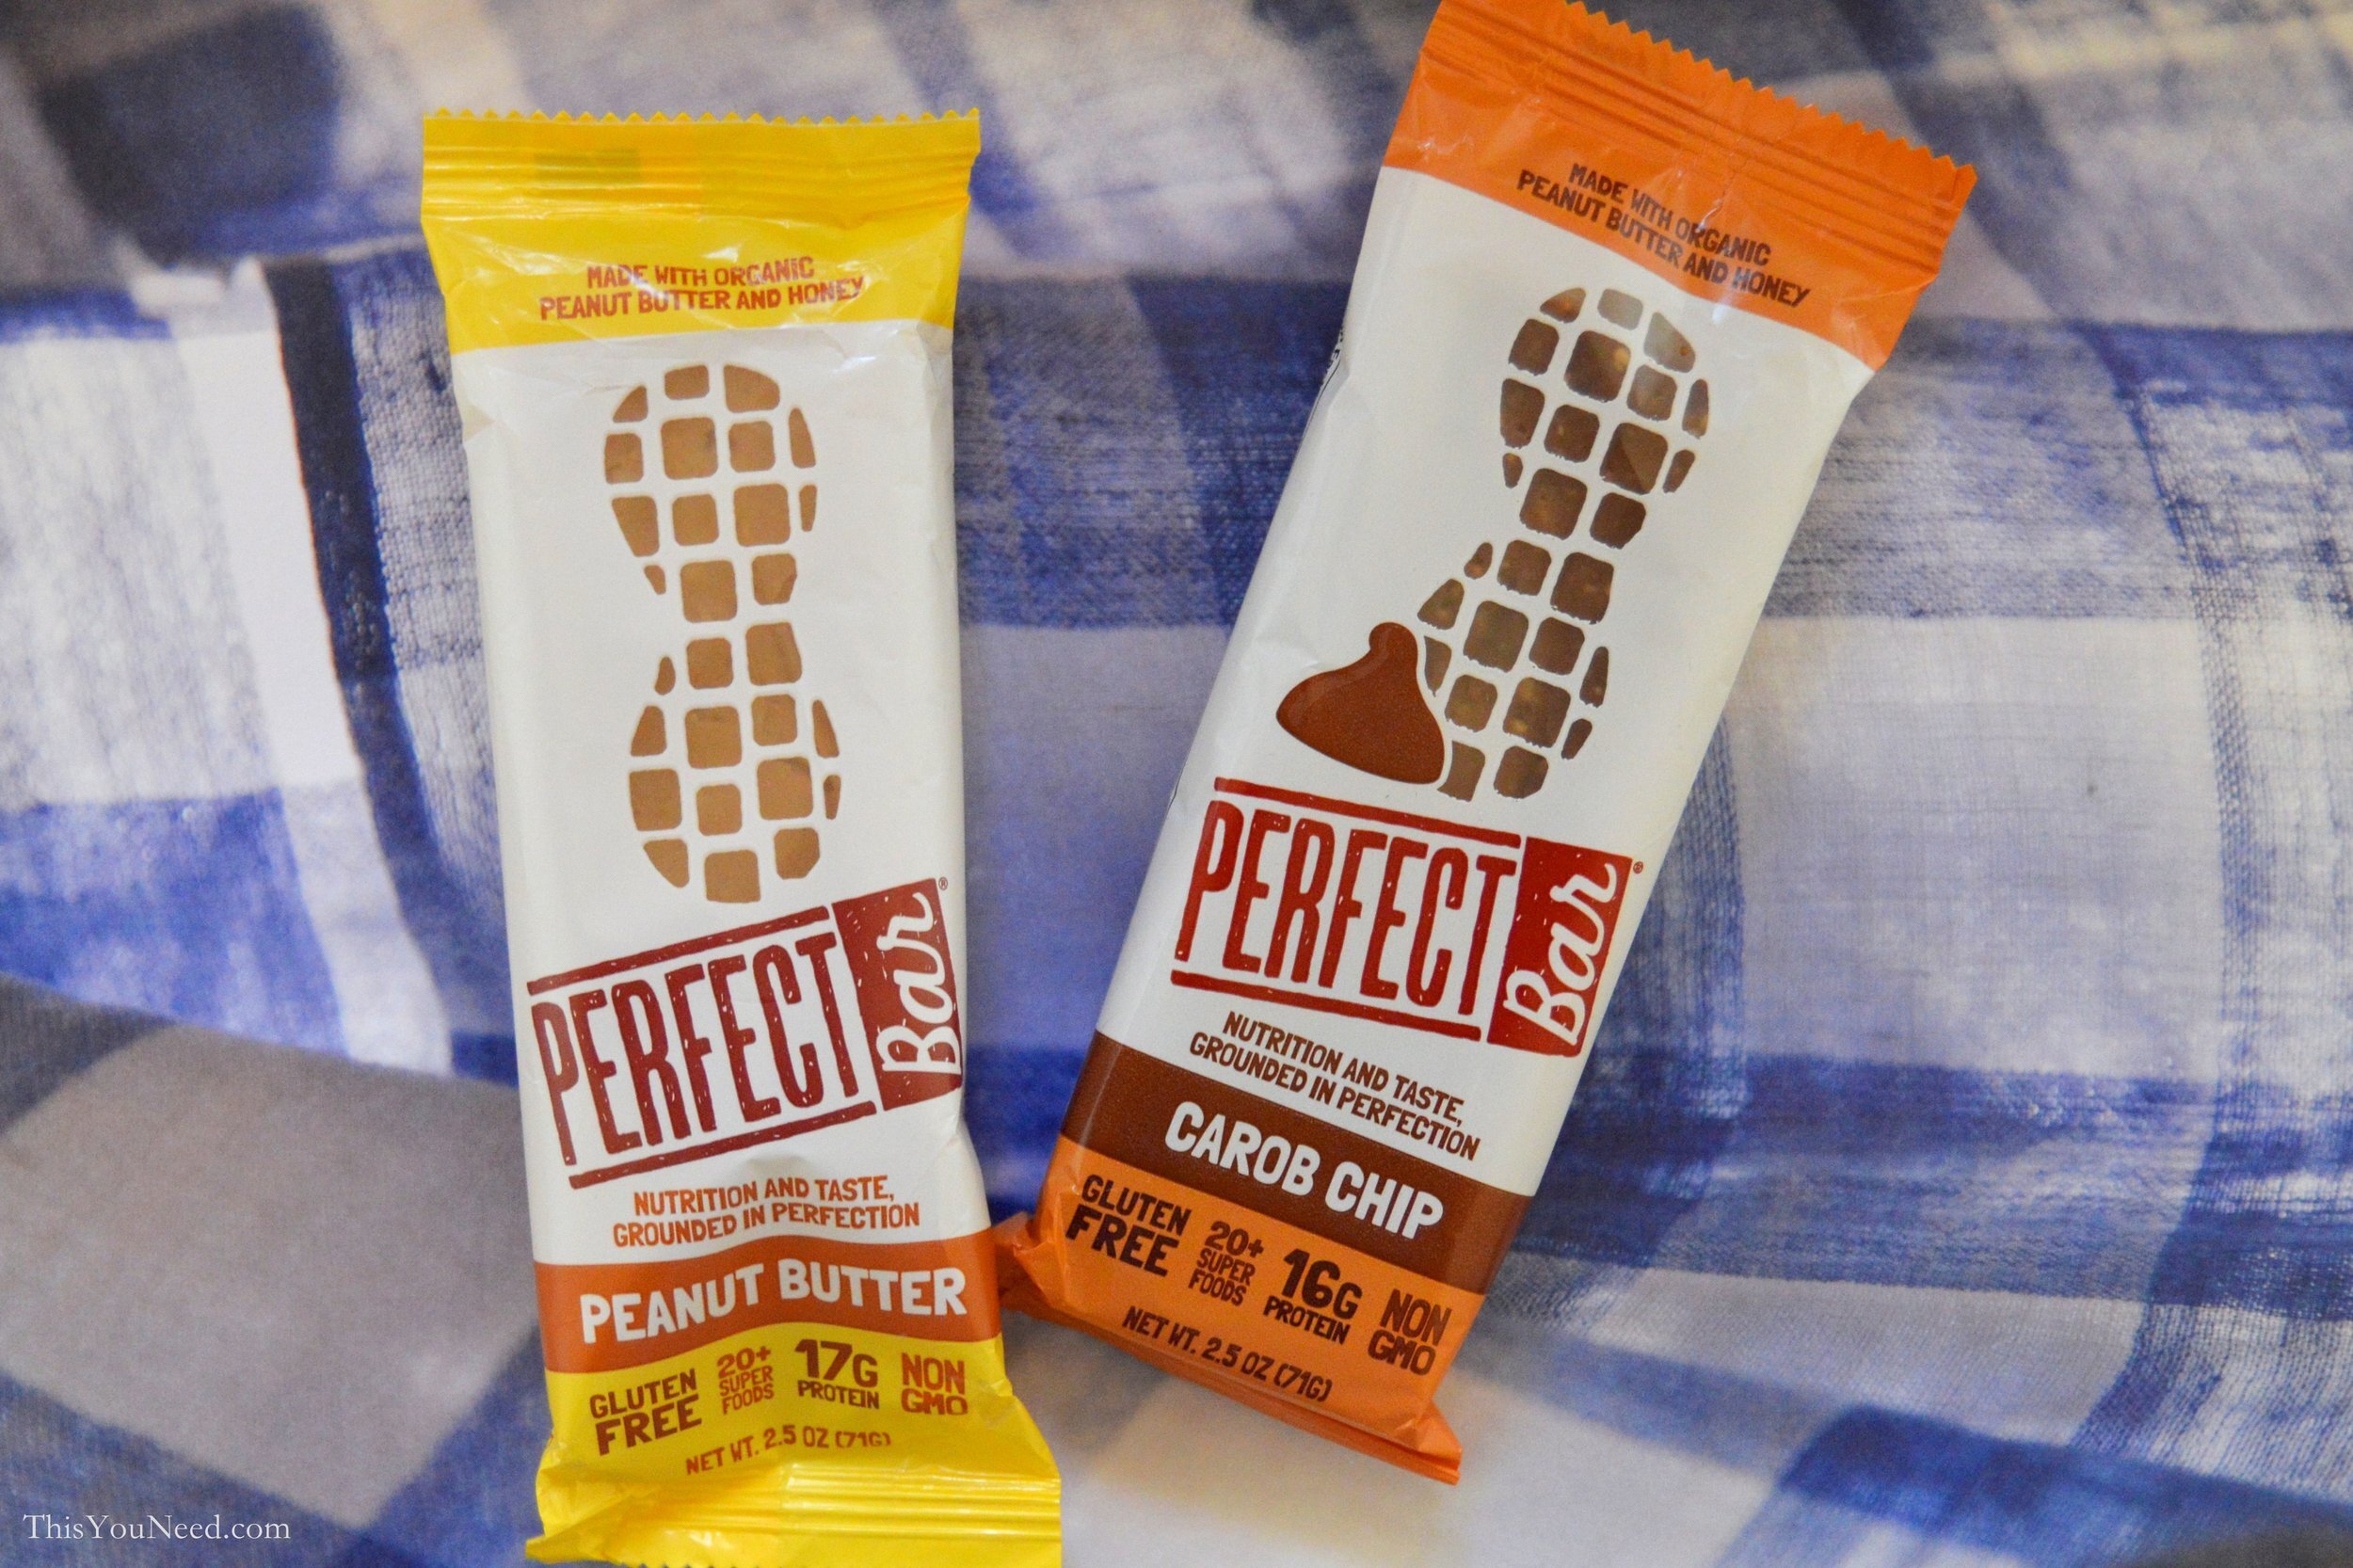 MADE WITH ORGANIC
PEANUT BUTTER AND HONEY
PERFECT Bar®
NUTRITION AND TASTE,
GROUNDED IN PERFECTION
PEANUT BUTTER
GLUTEN
FREE
20+
SUPER
FOODS
17G
PROTEIN
NON
GMO
NET WT. 2.5 OZ (71G)
MADE WITH ORGANIC
PEANUT BUTTER AND HONEY
PERFECT Bar®
NUTRITION AND TASTE,
GROUNDED IN PERFECTION
CAROB CHIP
GLUTEN
FREE
20+
SUPER
FOODS
16G
PROTEIN
NON
GMO
NET WT. 2.5 OZ (71G)
ThisYouNeed.com